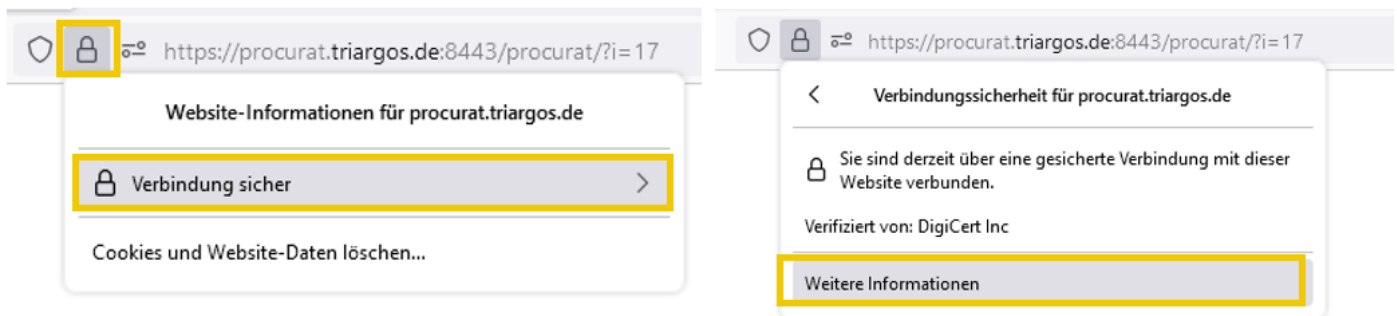 https://procurat.triargos.de:8443/procurat/?i=17
Website-Informationen für procurat.triargos.de
Verbindung sicher
Cookies und Website-Daten löschen...
https://procurat.triargos.de:8443/procurat/?i=17
Verbindungssicherheit für procurat.triargos.de
Sie sind derzeit über eine gesicherte Verbindung mit dieser
Website verbunden.
Verifiziert von: DigiCert Inc
Weitere Informationen